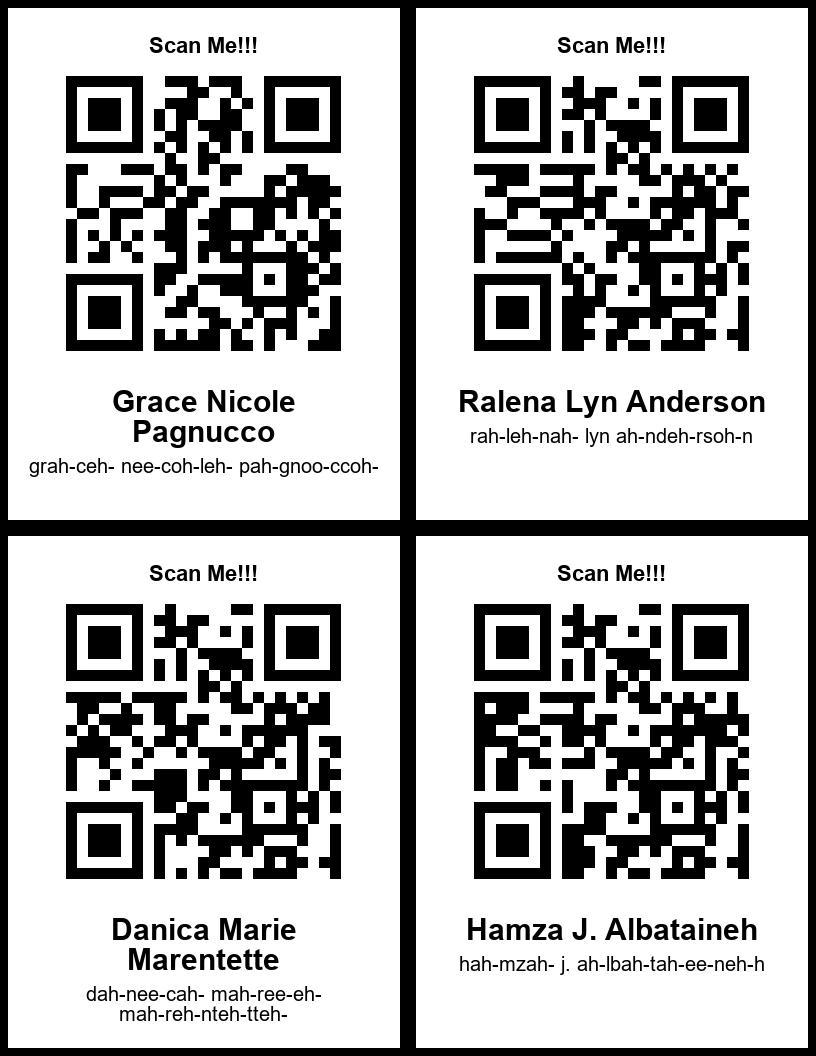 Scan Me!!!
Grace Nicole
Pagnucco
grah-ceh- nee-coh-leh- pah-gnoo-ccoh-
Scan Me!!!
Ralena Lyn Anderson
rah-leh-nah- lyn ah-ndeh-rsoh-n
Scan Me!!!
Danica Marie
Marentette
dah-nee-cah- mah-ree-eh-
mah-reh-nteh-tteh-
Scan Me!!!
Hamza J. Albataineh
hah-mzah- j. ah-lbah-tah-ee-neh-h